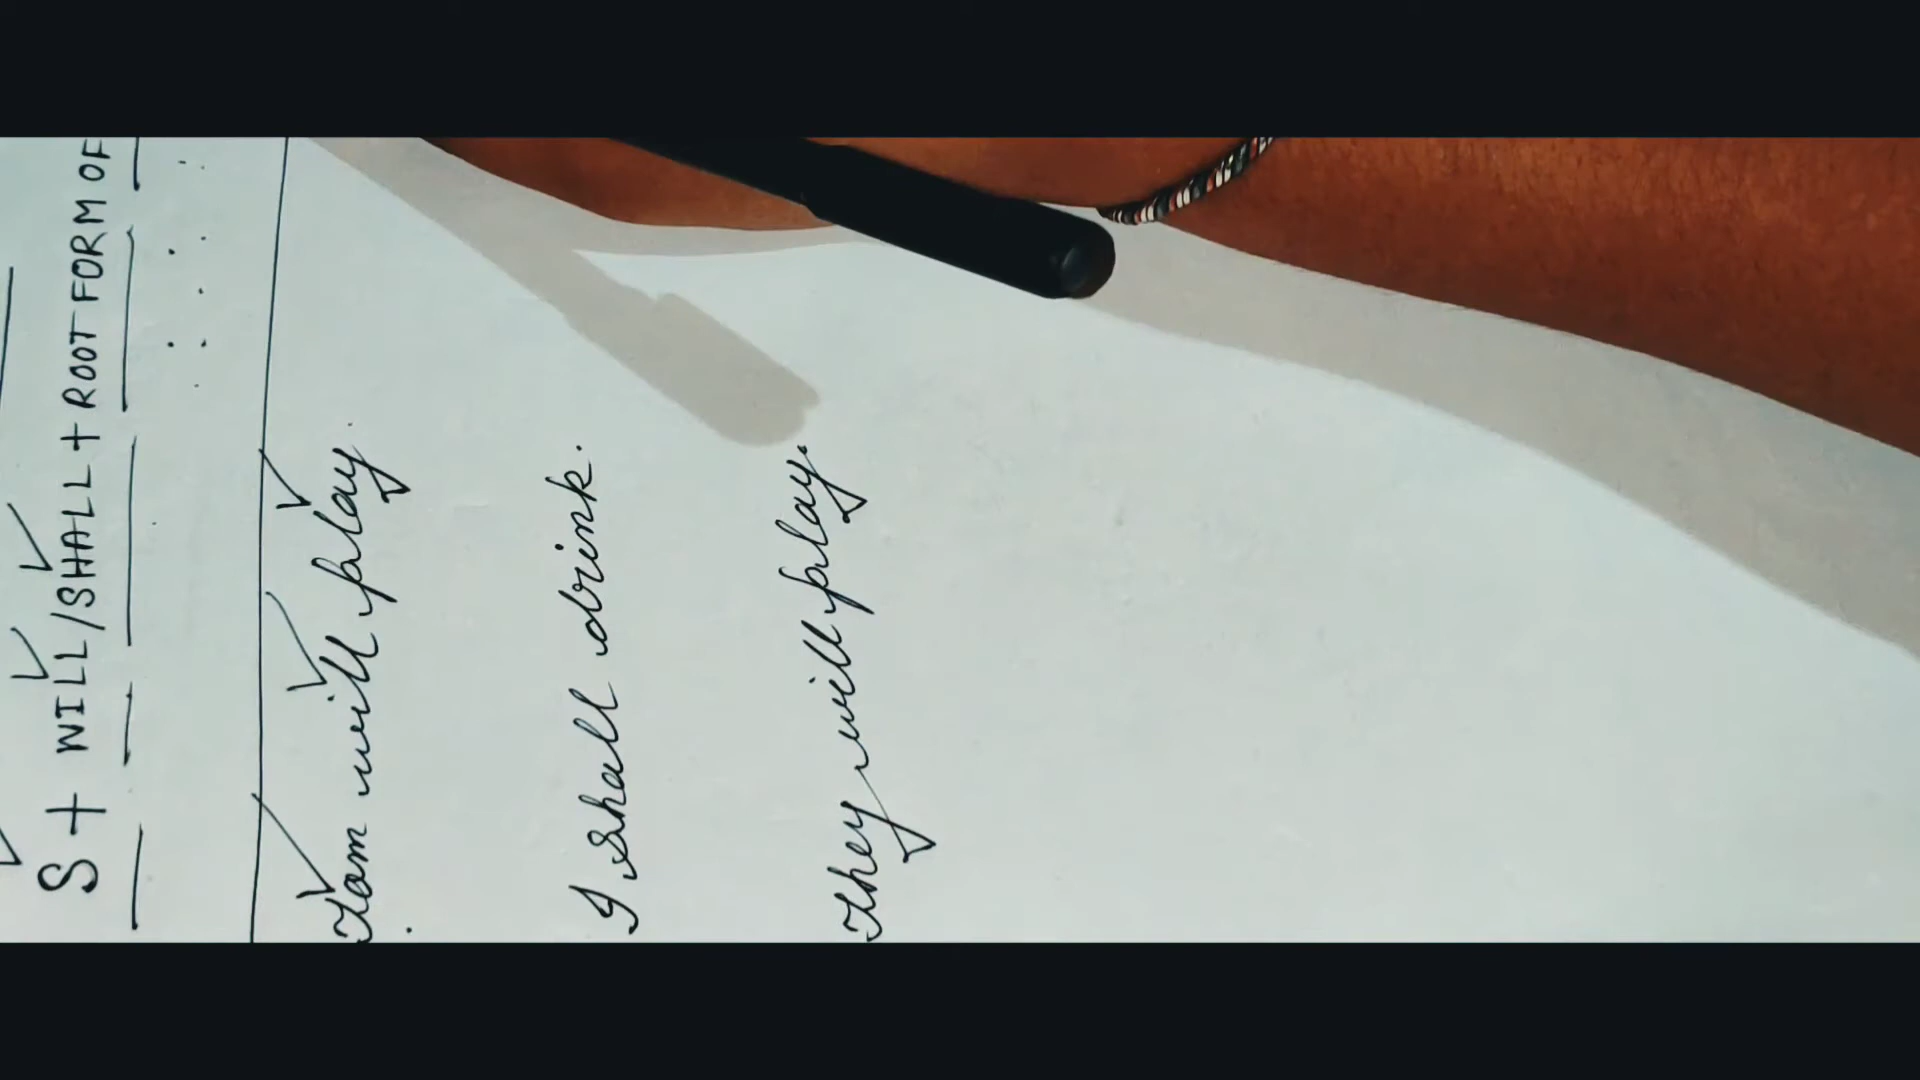 S + WILL/SHALL + ROOT FORM OF
Tom will play.
I shall drink.
They will play.